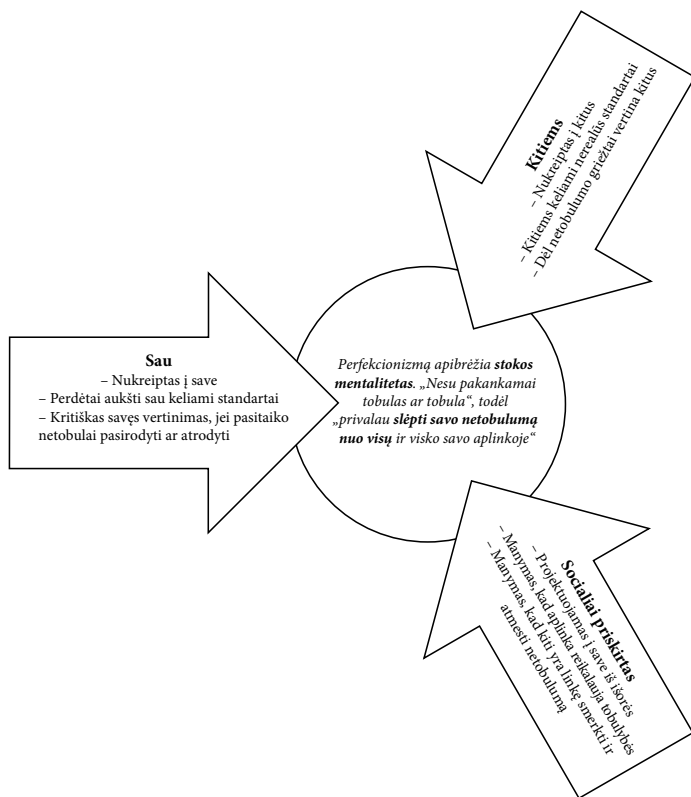 Kitiems
– Nukreiptas į kitus
– Kitiems keliami nerealūs standartai
– Dėl netobulumo griežtai vertina kitus
Sau
– Nukreiptas į save
– Perdėtai aukšti sau keliami standartai
– Kritiškas savęs vertinimas, jei pasitaiko
netobulai pasirodyti ar atrodyti
Perfekcionizmą apibrėžia stokos
mentalitetas. „Nesu pakankamai
tobulas ar tobula“, todėl
„privalau slėpti savo netobulumą
nuo visų ir visko savo aplinkoje“
Socialiai priskirtas
– Projektuojamas į save iš išorės
– Manymas, kad aplinka reikalauja tobulybės
– Manymas, kad kiti yra linkę smerkti ir
atmesti netobulumą